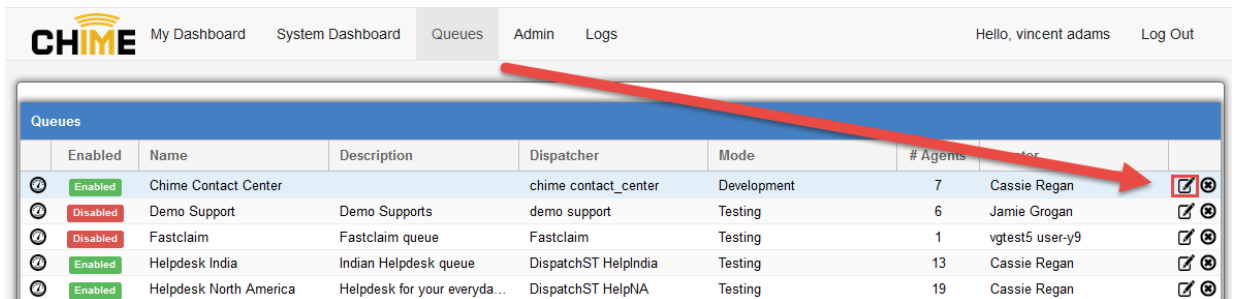 CHIME My Dashboard System Dashboard Queues Admin Logs Hello, vincent adams Log Out
Queues
Enabled Name Description Dispatcher Mode # Agents
Enabled Chime Contact Center chime contact_center Development 7 Cassie Regan
Disabled Demo Support Demo Supports demo support Testing 6 Jamie Grogan
Disabled Fastclaim Fastclaim queue Fastclaim Testing 1 vgtest5 user-y9
Enabled Helpdesk India Indian Helpdesk queue DispatchST HelpIndia Testing 13 Cassie Regan
Enabled Helpdesk North America Helpdesk for your everyda... DispatchST HelpNA Testing 19 Cassie Regan